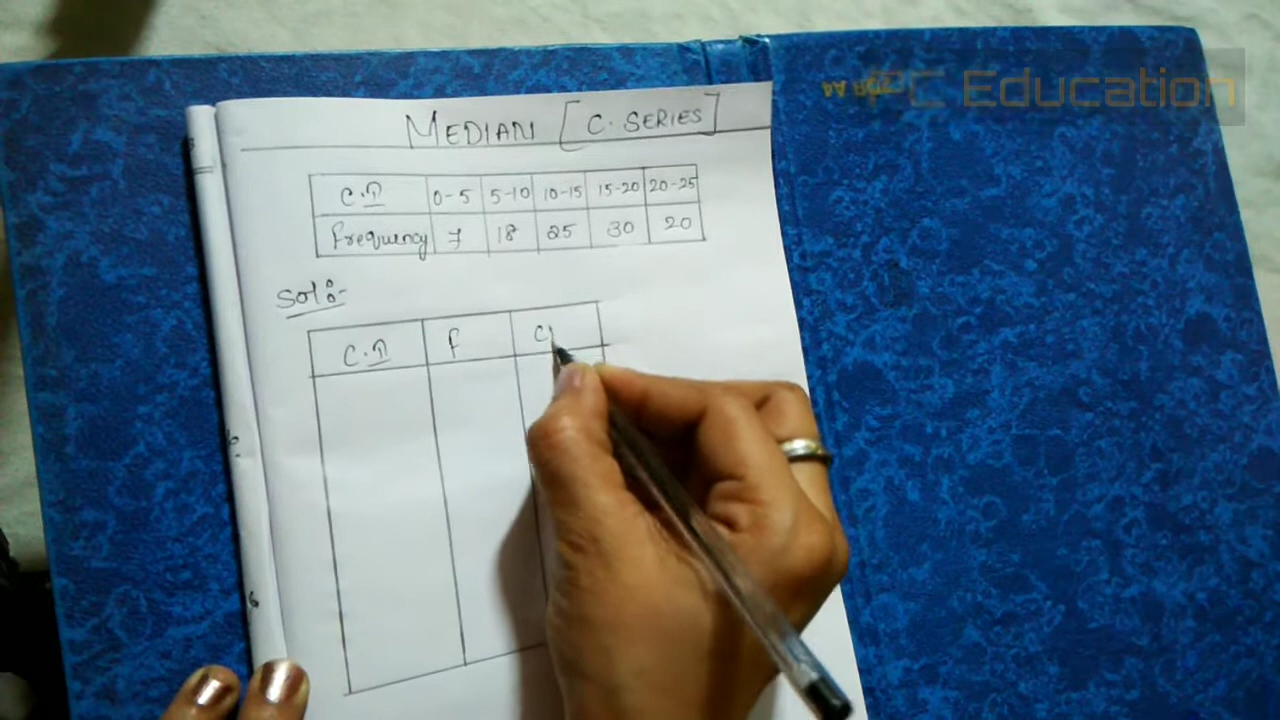 C Education
MEDIAN [C. SERIES]
C.I 0-5 5-10 10-15 15-20 20-25
Frequency 7 18 25 30 20
Sol:-
C.I f C